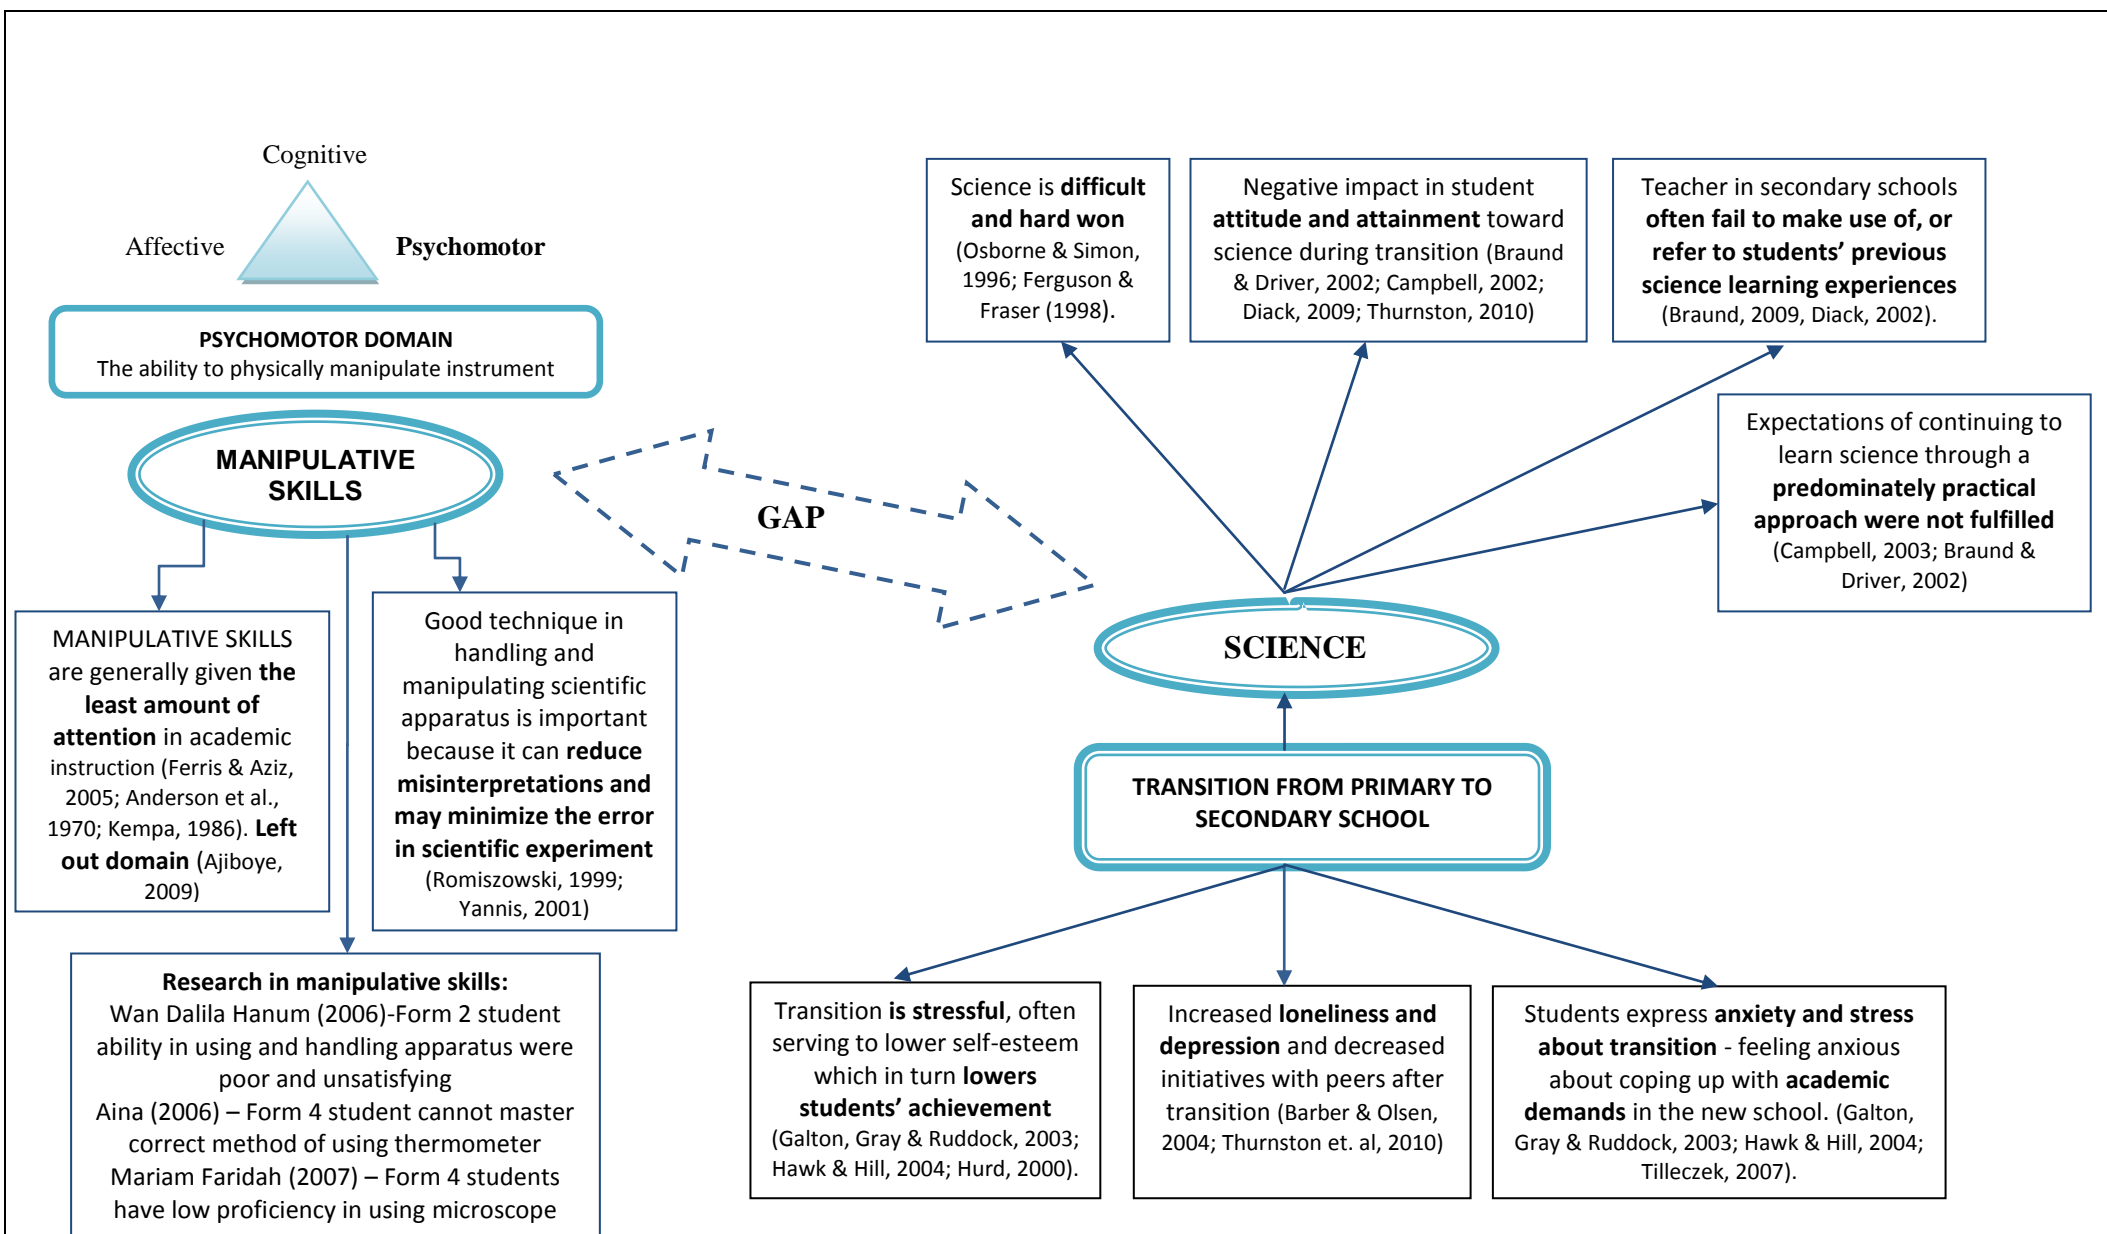 Cognitive
Affective
Psychomotor
PSYCHOMOTOR DOMAIN
The ability to physically manipulate instrument
MANIPULATIVE
SKILLS
MANIPULATIVE SKILLS
are generally given the
least amount of
attention in academic
instruction (Ferris & Aziz,
2005; Anderson et al.,
1970; Kempa, 1986). Left
out domain (Ajiboye,
2009)
Good technique in
handling and
manipulating scientific
apparatus is important
because it can reduce
misinterpretations and
may minimize the error
in scientific experiment
(Romiszowski, 1999;
Yannis, 2001)
Research in manipulative skills:
Wan Dalila Hanum (2006)-Form 2 student
ability in using and handling apparatus were
poor and unsatisfying
Aina (2006) – Form 4 student cannot master
correct method of using thermometer
Mariam Faridah (2007) – Form 4 students
have low proficiency in using microscope
GAP
Science is difficult
and hard won
(Osborne & Simon,
1996; Ferguson &
Fraser (1998).
Negative impact in student
attitude and attainment toward
science during transition (Braund
& Driver, 2002; Campbell, 2002;
Diack, 2009; Thurnston, 2010)
Teacher in secondary schools
often fail to make use of, or
refer to students’ previous
science learning experiences
(Braund, 2009, Diack, 2002).
Expectations of continuing to
learn science through a
predominately practical
approach were not fulfilled
(Campbell, 2003; Braund &
Driver, 2002)
SCIENCE
TRANSITION FROM PRIMARY TO
SECONDARY SCHOOL
Transition is stressful, often
serving to lower self-esteem
which in turn lowers
students’ achievement
(Galton, Gray & Ruddock, 2003;
Hawk & Hill, 2004; Hurd, 2000).
Increased loneliness and
depression and decreased
initiatives with peers after
transition (Barber & Olsen,
2004; Thurnston et. al, 2010)
Students express anxiety and stress
about transition - feeling anxious
about coping up with academic
demands in the new school. (Galton,
Gray & Ruddock, 2003; Hawk & Hill, 2004;
Tilleczek, 2007).